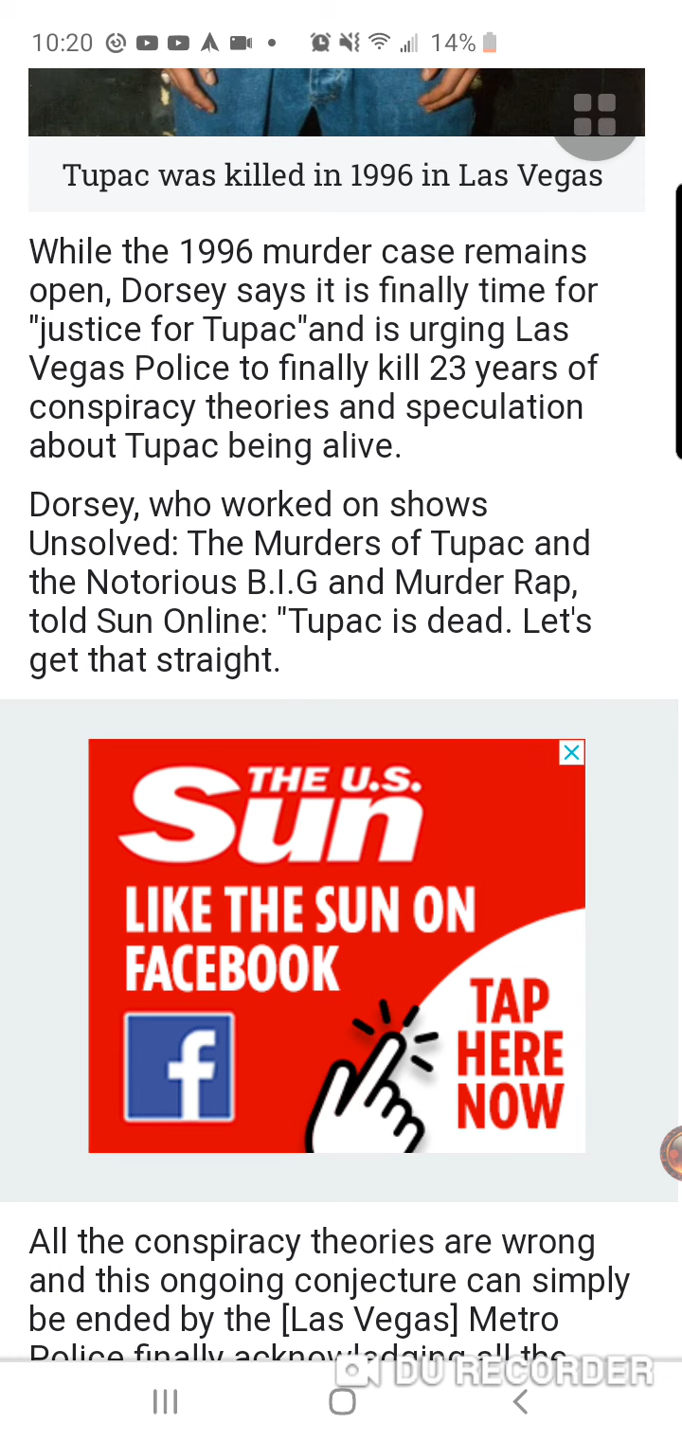 10:20
14%
Tupac was killed in 1996 in Las Vegas
While the 1996 murder case remains
open, Dorsey says it is finally time for
"justice for Tupac"and is urging Las
Vegas Police to finally kill 23 years of
conspiracy theories and speculation
about Tupac being alive.
Dorsey, who worked on shows
Unsolved: The Murders of Tupac and
the Notorious B.I.G and Murder Rap,
told Sun Online: "Tupac is dead. Let's
get that straight.
THE U.S.
Sun
LIKE THE SUN ON
FACEBOOK
f
TAP
HERE
NOW
All the conspiracy theories are wrong
and this ongoing conjecture can simply
be ended by the [Las Vegas] Metro
Police finally acknowledging all the
DU RECORDER